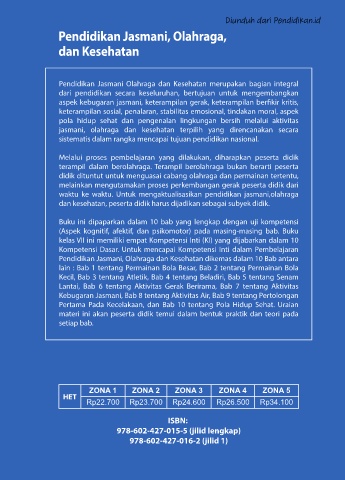 Diunduh dari PendidiKan.id
Pendidikan Jasmani, Olahraga,
dan Kesehatan
Pendidikan Jasmani Olahraga dan Kesehatan merupakan bagian integral
dari pendidikan secara keseluruhan, bertujuan untuk mengembangkan
aspek kebugaran jasmani, keterampilan gerak, keterampilan berfikir kritis,
keterampilan sosial, penalaran, stabilitas emosional, tindakan moral, aspek
pola hidup sehat dan pengenalan lingkungan bersih melalui aktivitas
jasmani, olahraga dan kesehatan terpilih yang direncanakan secara
sistematis dalam rangka mencapai tujuan pendidikan nasional.
Melalui proses pembelajaran yang dilakukan, diharapkan peserta didik
terampil dalam berolahraga. Terampil berolahraga bukan berarti peserta
didik dituntut untuk menguasai cabang olahraga dan permainan tertentu,
melainkan mengutamakan proses perkembangan gerak peserta didik dari
waktu ke waktu. Untuk mengaktualisasikan pendidikan jasmani,olahraga
dan kesehatan, peserta didik harus dijadikan sebagai subyek didik.
Buku ini dipaparkan dalam 10 bab yang lengkap dengan uji kompetensi
(Aspek kognitif, afektif, dan psikomotor) pada masing-masing bab. Buku
kelas VII ini memiliki empat Kompetensi Inti (KI) yang dijabarkan dalam 10
Kompetensi Dasar. Untuk mencapai Kompetensi Inti dalam Pembelajaran
Pendidikan Jasmani, Olahraga dan Kesehatan dikemas dalam 10 Bab antara
lain : Bab 1 tentang Permainan Bola Besar, Bab 2 tentang Permainan Bola
Kecil, Bab 3 tentang Atletik, Bab 4 tentang Beladiri, Bab 5 tentang Senam
Lantai, Bab 6 tentang Aktivitas Gerak Berirama, Bab 7 tentang Aktivitas
Kebugaran Jasmani, Bab 8 tentang Aktivitas Air, Bab 9 tentang Pertolongan
Pertama Pada Kecelakaan, dan Bab 10 tentang Pola Hidup Sehat. Uraian
materi ini akan peserta didik temui dalam bentuk praktik dan teori pada
setiap bab.
HET ZONA 1 ZONA 2 ZONA 3 ZONA 4 ZONA 5
Rp22.700 Rp23.700 Rp24.600 Rp26.500 Rp34.100
ISBN:
978-602-427-015-5 (jilid lengkap)
978-602-427-016-2 (jilid 1)